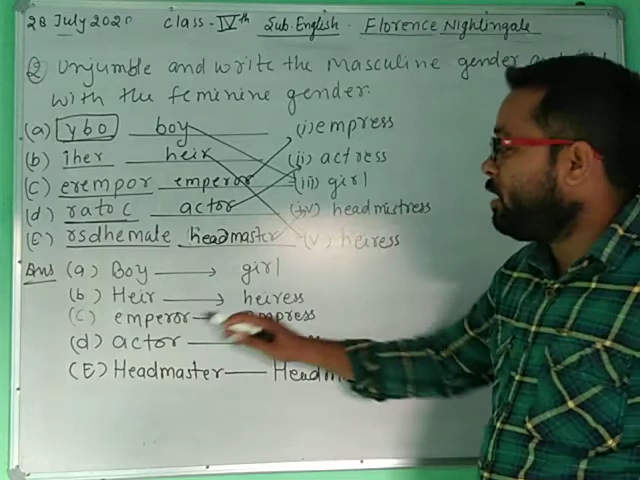 28 July 2020 Class-IVth Sub. English Florence Nightingale
Q Unjumble and write the masculine gender
with the feminine gender.
(a) ybo boy (i) empress
(b) iher heir (ii) actress
(C) erempor emperor (iii) girl
(d) rato c actor (iv) headmistress
(E) rsdhemate headmaster (v) heiress
Ans (a) Boy → girl
(b) Heir → heiress
(C) emperor → empress
(d) actor
(E) Headmaster —